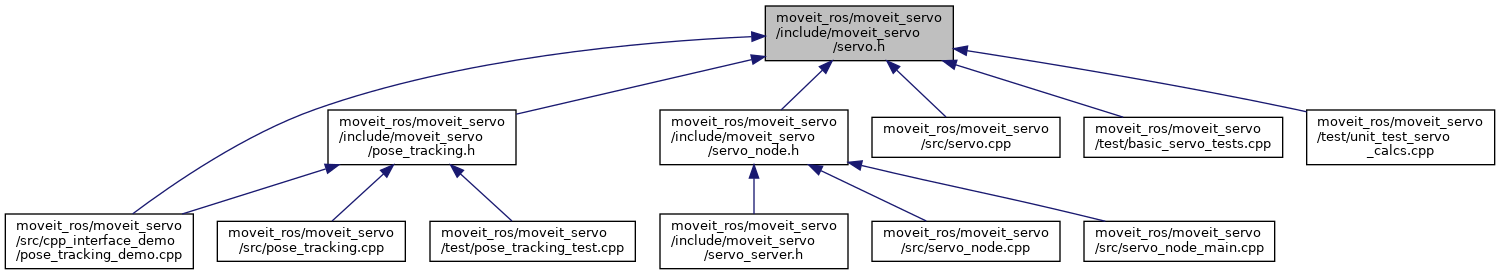 moveit_ros/moveit_servo
/include/moveit_servo
/servo.h
moveit_ros/moveit_servo
/include/moveit_servo
/pose_tracking.h
moveit_ros/moveit_servo
/include/moveit_servo
/servo_node.h
moveit_ros/moveit_servo
/src/servo.cpp
moveit_ros/moveit_servo
/test/basic_servo_tests.cpp
moveit_ros/moveit_servo
/test/unit_test_servo
_calcs.cpp
moveit_ros/moveit_servo
/src/cpp_interface_demo
/pose_tracking_demo.cpp
moveit_ros/moveit_servo
/src/pose_tracking.cpp
moveit_ros/moveit_servo
/test/pose_tracking_test.cpp
moveit_ros/moveit_servo
/include/moveit_servo
/servo_server.h
moveit_ros/moveit_servo
/src/servo_node.cpp
moveit_ros/moveit_servo
/src/servo_node_main.cpp